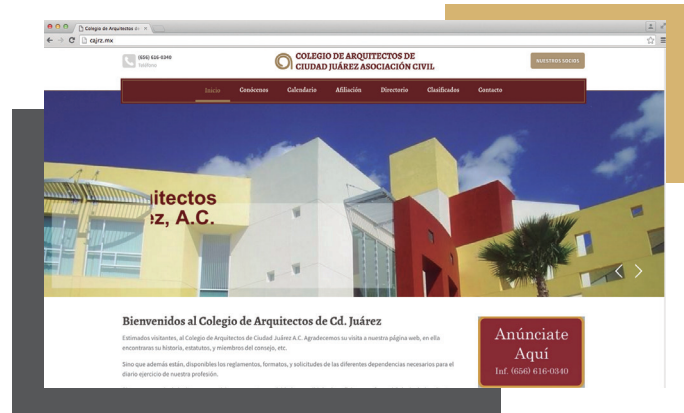 Colegio de Arquitectos de
cajrz.mx
(656) 616-0340
Teléfono
COLEGIO DE ARQUITECTOS DE
CIUDAD JUÁREZ ASOCIACIÓN CIVIL
NUESTROS SOCIOS
Inicio Conócenos Calendario Afiliación Directorio Clasificados Contacto
itectos
ez, A.C.
Bienvenidos al Colegio de Arquitectos de Cd. Juárez
Estimados visitantes, al Colegio de Arquitectos de Ciudad Juárez A.C. Agradecemos su visita a nuestra página web, en ella
encontraras su historia, estatutos, y miembros del consejo, etc.
Sino que además están, disponibles los reglamentos, formatos, y solicitudes de las diferentes dependencias necesarios para el
diario ejercicio de nuestra profesión.
Anúnciate
Aquí
Inf. (656) 616-0340